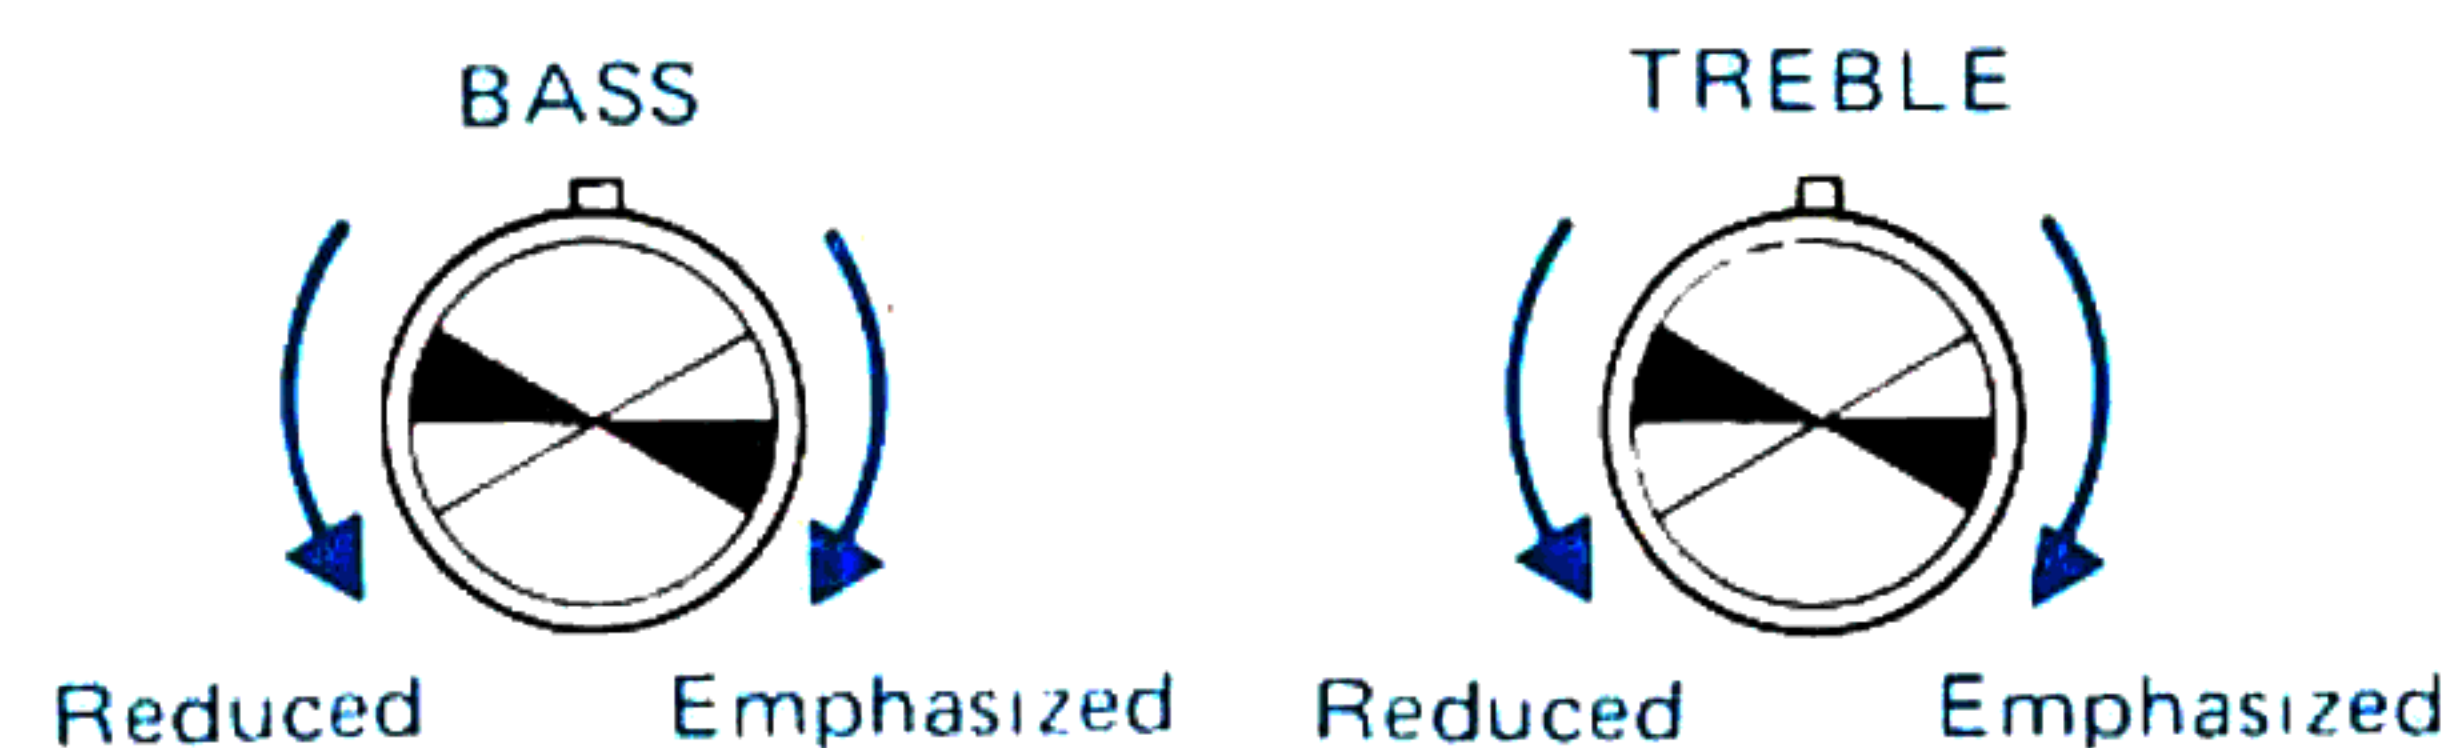 BASS
TREBLE
Reduced
Emphasized
Reduced
Emphasized